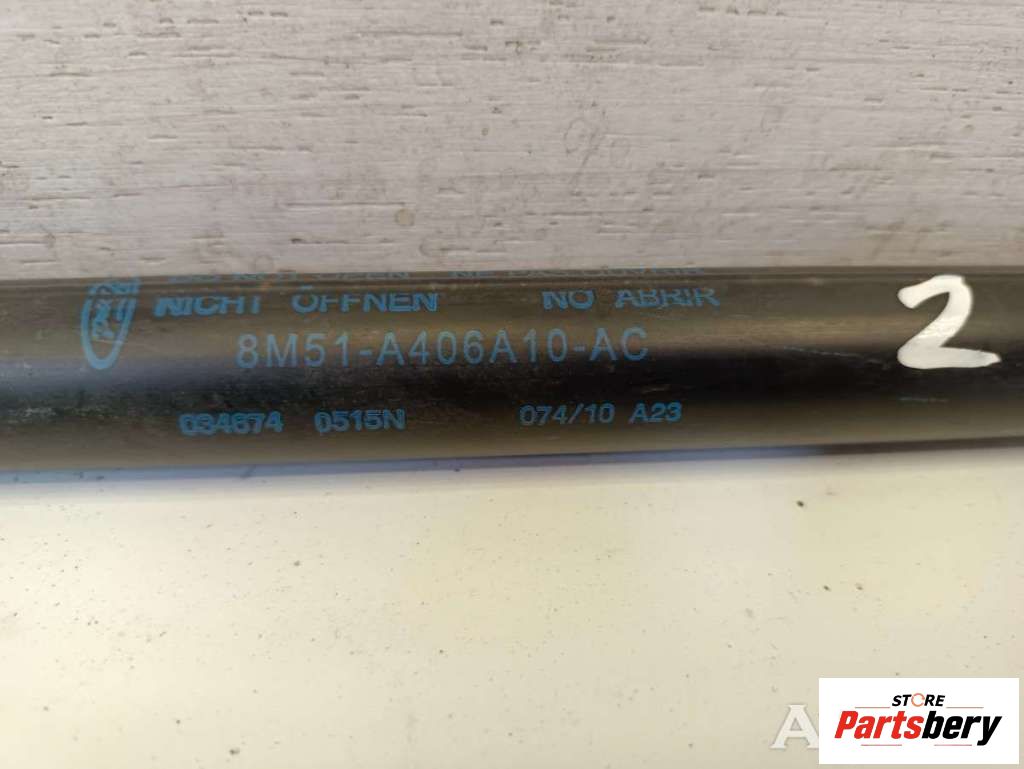 NICHT ÖFFNEN NO ABRIR
8M51-A406A10-AC
034674 0515N 074/10 A23
2
STORE
Partsbery